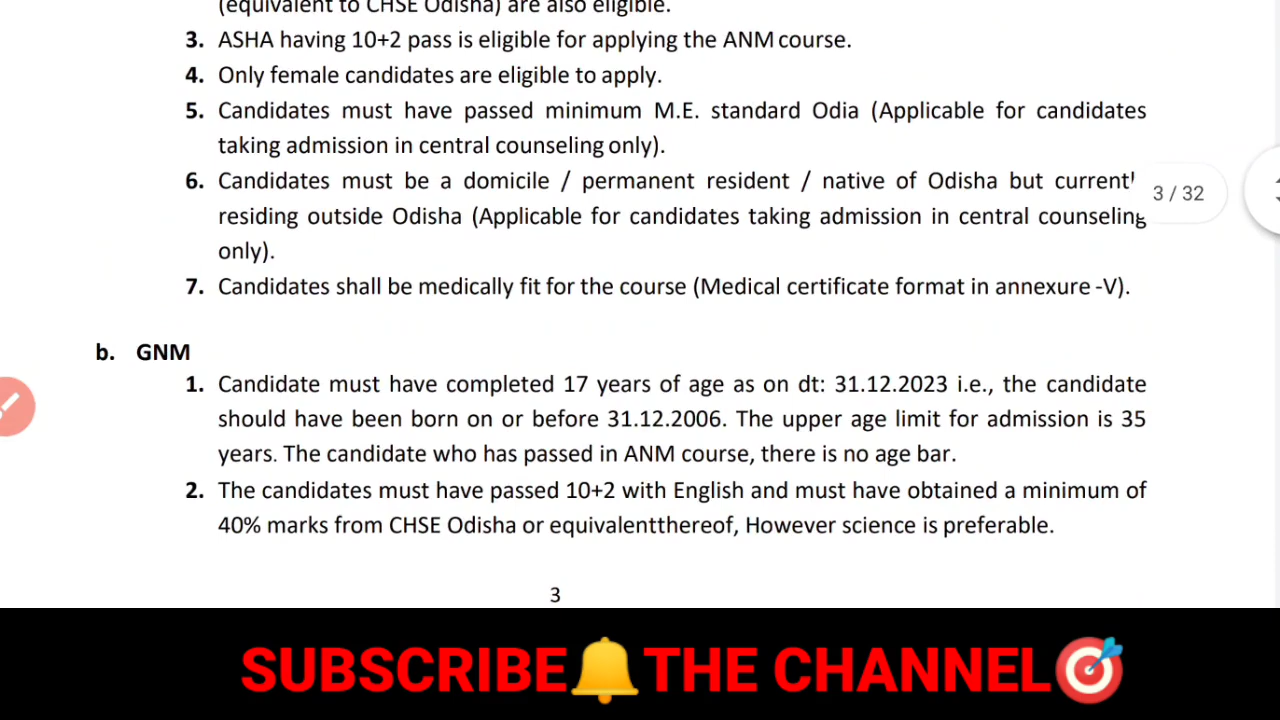 (equivalent to CHSE Odisha) are also eligible.
3. ASHA having 10+2 pass is eligible for applying the ANM course.
4. Only female candidates are eligible to apply.
5. Candidates must have passed minimum M.E. standard Odia (Applicable for candidates
taking admission in central counseling only).
6. Candidates must be a domicile / permanent resident / native of Odisha but currentl
3 / 32
residing outside Odisha (Applicable for candidates taking admission in central counseling
only).
7. Candidates shall be medically fit for the course (Medical certificate format in annexure -V).
b. GNM
1. Candidate must have completed 17 years of age as on dt: 31.12.2023 i.e., the candidate
should have been born on or before 31.12.2006. The upper age limit for admission is 35
years. The candidate who has passed in ANM course, there is no age bar.
2. The candidates must have passed 10+2 with English and must have obtained a minimum of
40% marks from CHSE Odisha or equivalentthereof, However science is preferable.
3
SUBSCRIBE THE CHANNEL